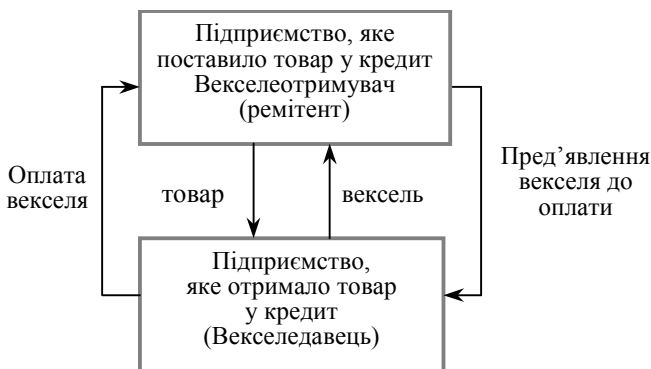 Підприємство, яке
поставило товар у кредит
Векселеотримувач
(ремітент)
Оплата
векселя
товар
вексель
Пред’явлення
векселя до
оплати
Підприємство,
яке отримало товар
у кредит
(Векселедавець)